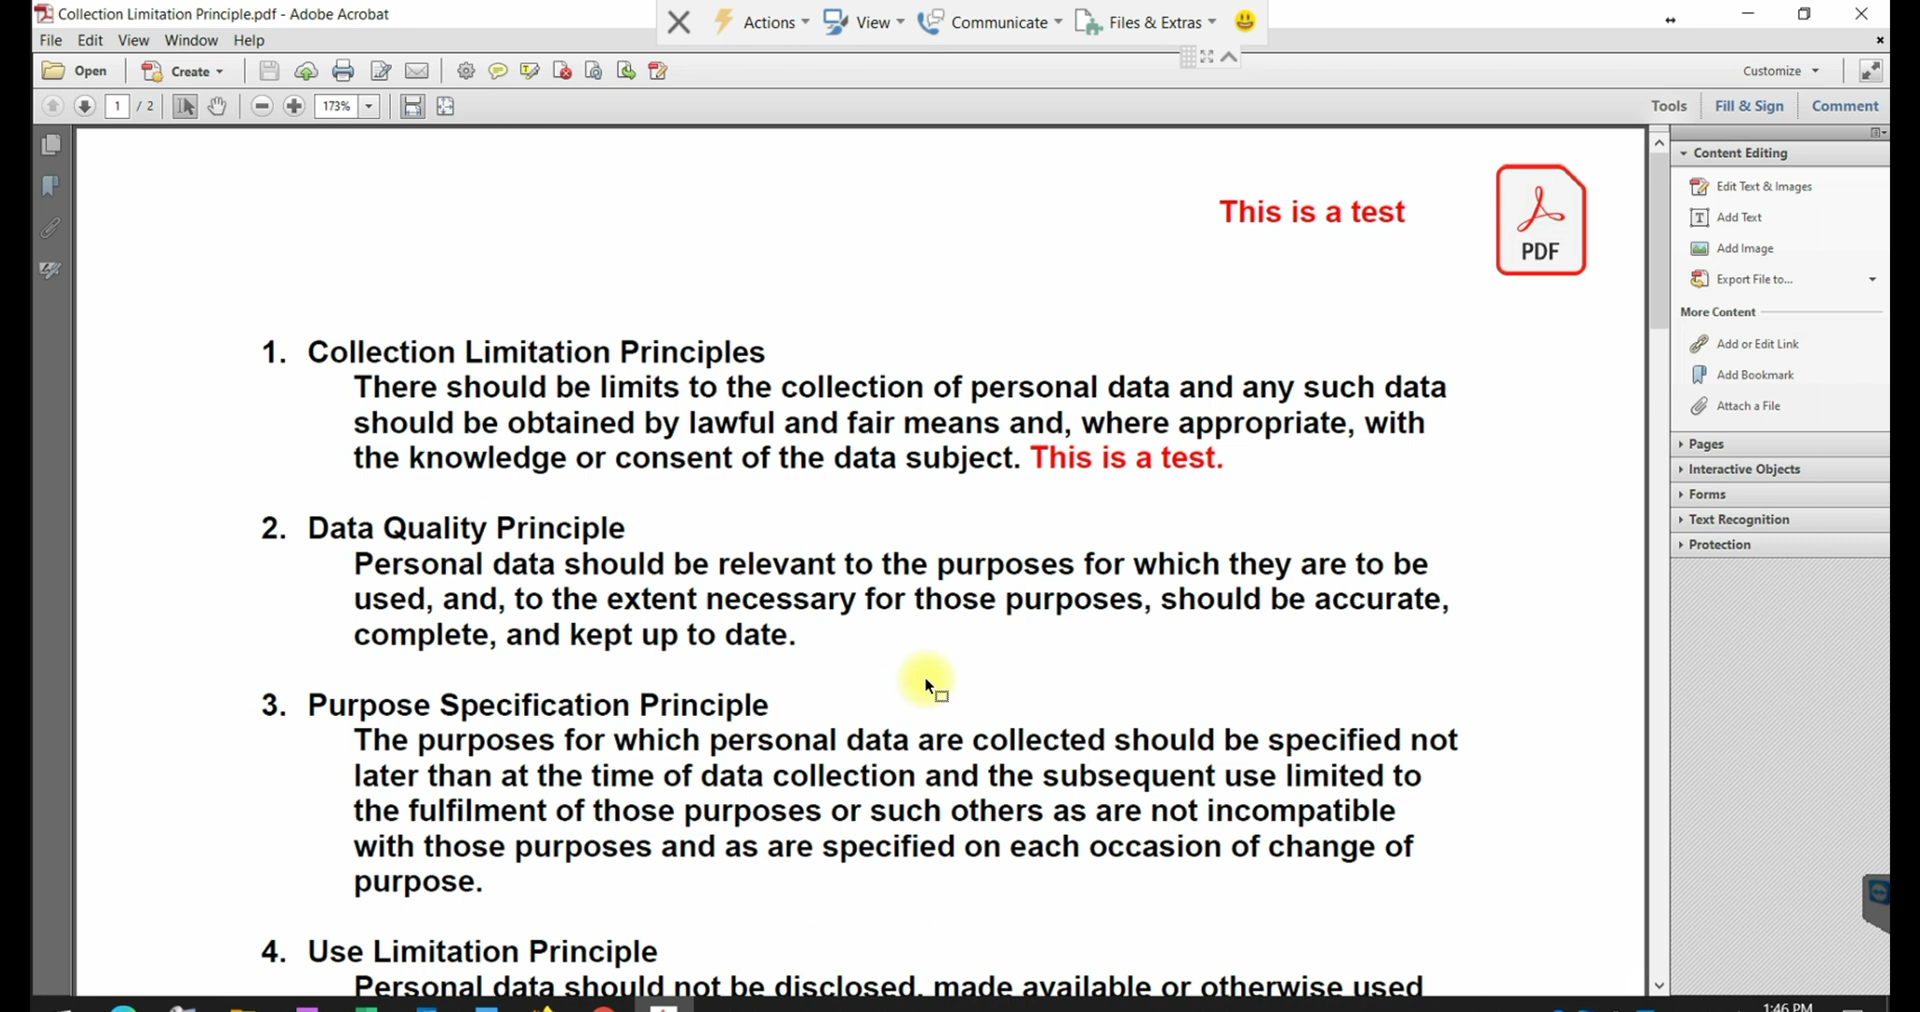 Collection Limitation Principle.pdf - Adobe Acrobat
Actions View Communicate Files & Extras
File Edit View Window Help
Open Create Customize
1 / 2 173% Tools Fill & Sign Comment
Content Editing
Edit Text & Images
Add Text
Add Image
Export File to...
More Content
Add or Edit Link
Add Bookmark
Attach a File
Pages
Interactive Objects
Forms
Text Recognition
Protection
This is a test
PDF
1. Collection Limitation Principles
There should be limits to the collection of personal data and any such data
should be obtained by lawful and fair means and, where appropriate, with
the knowledge or consent of the data subject. This is a test.
2. Data Quality Principle
Personal data should be relevant to the purposes for which they are to be
used, and, to the extent necessary for those purposes, should be accurate,
complete, and kept up to date.
3. Purpose Specification Principle
The purposes for which personal data are collected should be specified not
later than at the time of data collection and the subsequent use limited to
the fulfilment of those purposes or such others as are not incompatible
with those purposes and as are specified on each occasion of change of
purpose.
4. Use Limitation Principle
Personal data should not be disclosed, made available or otherwise used
1:46 PM